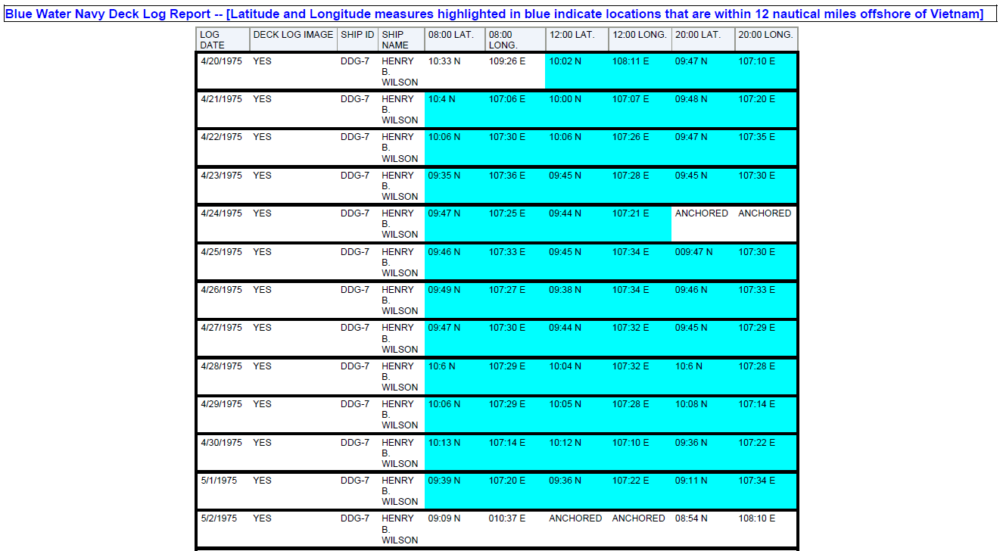 Blue Water Navy Deck Log Report -- [Latitude and Longitude measures highlighted in blue indicate locations that are within 12 nautical miles offshore of Vietnam]
LOG DATE DECK LOG IMAGE SHIP ID SHIP NAME 08:00 LAT. 08:00 LONG. 12:00 LAT. 12:00 LONG. 20:00 LAT. 20:00 LONG.
4/20/1975 YES DDG-7 HENRY B. WILSON 10:33 N 109:26 E 10:02 N 108:11 E 09:47 N 107:10 E
4/21/1975 YES DDG-7 HENRY B. WILSON 10:4 N 107:06 E 10:00 N 107:07 E 09:48 N 107:20 E
4/22/1975 YES DDG-7 HENRY B. WILSON 10:06 N 107:30 E 10:06 N 107:26 E 09:47 N 107:35 E
4/23/1975 YES DDG-7 HENRY B. WILSON 09:35 N 107:36 E 09:45 N 107:28 E 09:45 N 107:30 E
4/24/1975 YES DDG-7 HENRY B. WILSON 09:47 N 107:25 E 09:44 N 107:21 E ANCHORED ANCHORED
4/25/1975 YES DDG-7 HENRY B. WILSON 09:46 N 107:33 E 09:45 N 107:34 E 009:47 N 107:30 E
4/26/1975 YES DDG-7 HENRY B. WILSON 09:49 N 107:27 E 09:38 N 107:34 E 09:46 N 107:33 E
4/27/1975 YES DDG-7 HENRY B. WILSON 09:47 N 107:30 E 09:44 N 107:32 E 09:45 N 107:29 E
4/28/1975 YES DDG-7 HENRY B. WILSON 10:6 N 107:29 E 10:04 N 107:32 E 10:6 N 107:28 E
4/29/1975 YES DDG-7 HENRY B. WILSON 10:06 N 107:29 E 10:05 N 107:28 E 10:08 N 107:14 E
4/30/1975 YES DDG-7 HENRY B. WILSON 10:13 N 107:14 E 10:12 N 107:10 E 09:36 N 107:22 E
5/1/1975 YES DDG-7 HENRY B. WILSON 09:39 N 107:20 E 09:36 N 107:22 E 09:11 N 107:34 E
5/2/1975 YES DDG-7 HENRY B. WILSON 09:09 N 010:37 E ANCHORED ANCHORED 08:54 N 108:10 E